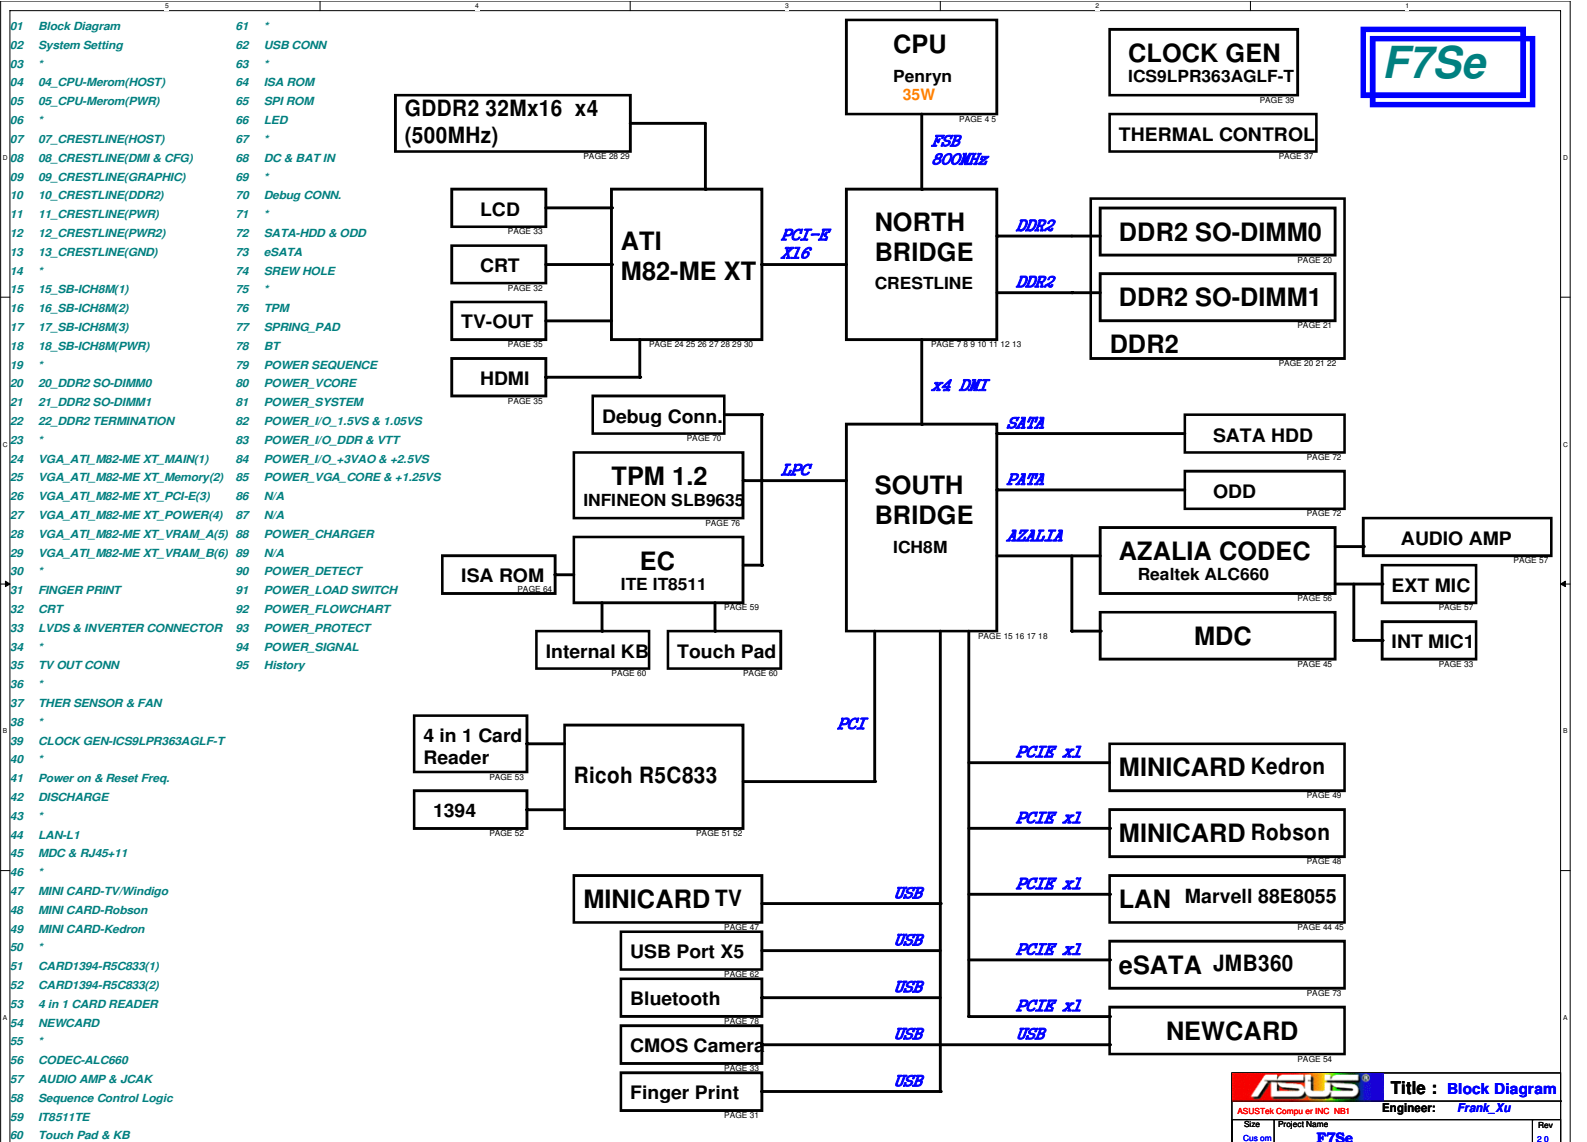 5 4 3 2 1
01 Block Diagram
02 System Setting
03 *
04 04_CPU-Merom(HOST)
05 05_CPU-Merom(PWR)
06 *
07 07_CRESTLINE(HOST)
08 08_CRESTLINE(DMI & CFG)
09 09_CRESTLINE(GRAPHIC)
10 10_CRESTLINE(DDR2)
11 11_CRESTLINE(PWR)
12 12_CRESTLINE(PWR2)
13 13_CRESTLINE(GND)
14 *
15 15_SB-ICH8M(1)
16 16_SB-ICH8M(2)
17 17_SB-ICH8M(3)
18 18_SB-ICH8M(PWR)
19 *
20 20_DDR2 SO-DIMM0
21 21_DDR2 SO-DIMM1
22 22_DDR2 TERMINATION
23 *
24 VGA_ATI_M82-ME XT_MAIN(1)
25 VGA_ATI_M82-ME XT_Memory(2)
26 VGA_ATI_M82-ME XT_PCI-E(3)
27 VGA_ATI_M82-ME XT_POWER(4)
28 VGA_ATI_M82-ME XT_VRAM_A(5)
29 VGA_ATI_M82-ME XT_VRAM_B(6)
30 *
31 FINGER PRINT
32 CRT
33 LVDS & INVERTER CONNECTOR
34 *
35 TV OUT CONN
36 *
37 THER SENSOR & FAN
38 *
39 CLOCK GEN-ICS9LPR363AGLF-T
40 *
41 Power on & Reset Freq.
42 DISCHARGE
43 *
44 LAN-L1
45 MDC & RJ45+11
46 *
47 MINI CARD-TV/Windigo
48 MINI CARD-Robson
49 MINI CARD-Kedron
50 *
51 CARD1394-R5C833(1)
52 CARD1394-R5C833(2)
53 4 in 1 CARD READER
54 NEWCARD
55 *
56 CODEC-ALC660
57 AUDIO AMP & JCAK
58 Sequence Control Logic
59 IT8511TE
60 Touch Pad & KB
61 *
62 USB CONN
63 *
64 ISA ROM
65 SPI ROM
66 LED
67 *
68 DC & BAT IN
69 *
70 Debug CONN.
71 *
72 SATA-HDD & ODD
73 eSATA
74 SREW HOLE
75 *
76 TPM
77 SPRING_PAD
78 BT
79 POWER SEQUENCE
80 POWER_VCORE
81 POWER_SYSTEM
82 POWER_I/O_1.5VS & 1.05VS
83 POWER_I/O_DDR & VTT
84 POWER_I/O_+3VAO & +2.5VS
85 POWER_VGA_CORE & +1.25VS
86 N/A
87 N/A
88 POWER_CHARGER
89 N/A
90 POWER_DETECT
91 POWER_LOAD SWITCH
92 POWER_FLOWCHART
93 POWER_PROTECT
94 POWER_SIGNAL
95 History
CPU
Penryn
35W
PAGE 4 5
CLOCK GEN
ICS9LPR363AGLF-T
PAGE 39
F7Se
GDDR2 32Mx16 x4
(500MHz)
PAGE 28 29
FSB
800MHz
THERMAL CONTROL
PAGE 37
LCD
PAGE 33
CRT
PAGE 32
TV-OUT
PAGE 35
HDMI
PAGE 35
ATI
M82-ME XT
PAGE 24 25 26 27 28 29 30
PCI-E
X16
NORTH
BRIDGE
CRESTLINE
PAGE 7 8 9 10 11 12 13
DDR2
DDR2
DDR2 SO-DIMM0
PAGE 20
DDR2 SO-DIMM1
PAGE 21
DDR2
PAGE 20 21 22
x4 DMI
Debug Conn.
PAGE 70
TPM 1.2
INFINEON SLB9635
PAGE 76
LPC
EC
ITE IT8511
PAGE 59
ISA ROM
PAGE 64
Internal KB
PAGE 60
Touch Pad
PAGE 60
SOUTH
BRIDGE
ICH8M
PAGE 15 16 17 18
SATA
SATA HDD
PAGE 72
PATA
ODD
PAGE 72
AZALIA
AZALIA CODEC
Realtek ALC660
PAGE 56
AUDIO AMP
PAGE 57
EXT MIC
PAGE 57
INT MIC1
PAGE 33
MDC
PAGE 45
PCI
4 in 1 Card
Reader
PAGE 53
1394
PAGE 52
Ricoh R5C833
PAGE 51 52
PCIE x1
MINICARD Kedron
PAGE 49
PCIE x1
MINICARD Robson
PAGE 48
PCIE x1
LAN Marvell 88E8055
PAGE 44 45
PCIE x1
eSATA JMB360
PAGE 73
PCIE x1
USB
NEWCARD
PAGE 54
MINICARD TV
PAGE 47
USB
USB Port X5
PAGE 62
USB
Bluetooth
PAGE 78
USB
CMOS Camera
PAGE 33
USB
Finger Print
PAGE 31
USB
D D
C C
B B
A A
ASUS®
Title : Block Diagram
ASUSTek Compu er INC NB1
Engineer: Frank_Xu
Size Project Name Rev
Cus om F7Se 2 0